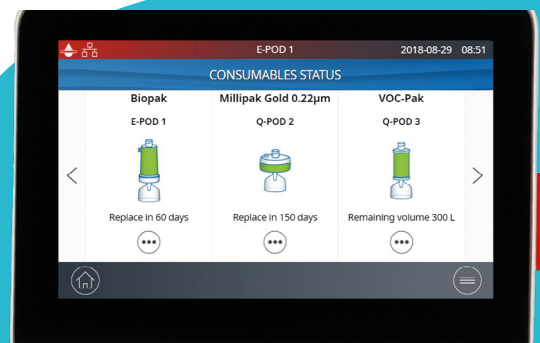 E-POD 1 2018-08-29 08:51
CONSUMABLES STATUS
Biopak Millipak Gold 0.22µm VOC-Pak
E-POD 1 Q-POD 2 Q-POD 3
Replace in 60 days Replace in 150 days Remaining volume 300 L